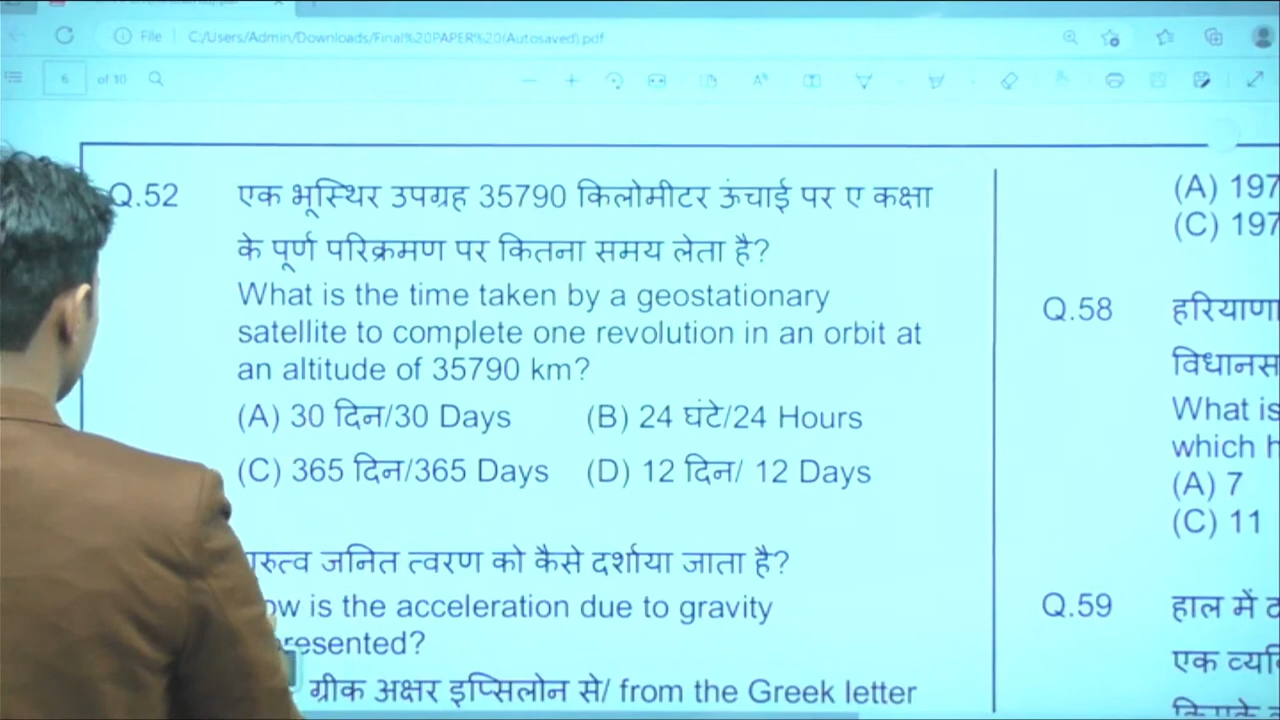 File C:/Users/Admin/Downloads/Final%20PAPER%20(Autosaved).pdf
6 of 10
Q.52 एक भूस्थिर उपग्रह 35790 किलोमीटर ऊंचाई पर ए कक्षा
के पूर्ण परिक्रमण पर कितना समय लेता है?
What is the time taken by a geostationary
satellite to complete one revolution in an orbit at
an altitude of 35790 km?
(A) 30 दिन/30 Days (B) 24 घंटे/24 Hours
(C) 365 दिन/365 Days (D) 12 दिन/ 12 Days
जनित त्वरण को कैसे दर्शाया जाता है?
is the acceleration due to gravity
ग्रीक अक्षर इप्सिलोन से/ from the Greek letter
(A) 197
(C) 197
Q.58 हरियाणा
What is
which h
(A) 7
(C) 11
Q.59 हाल में
एक